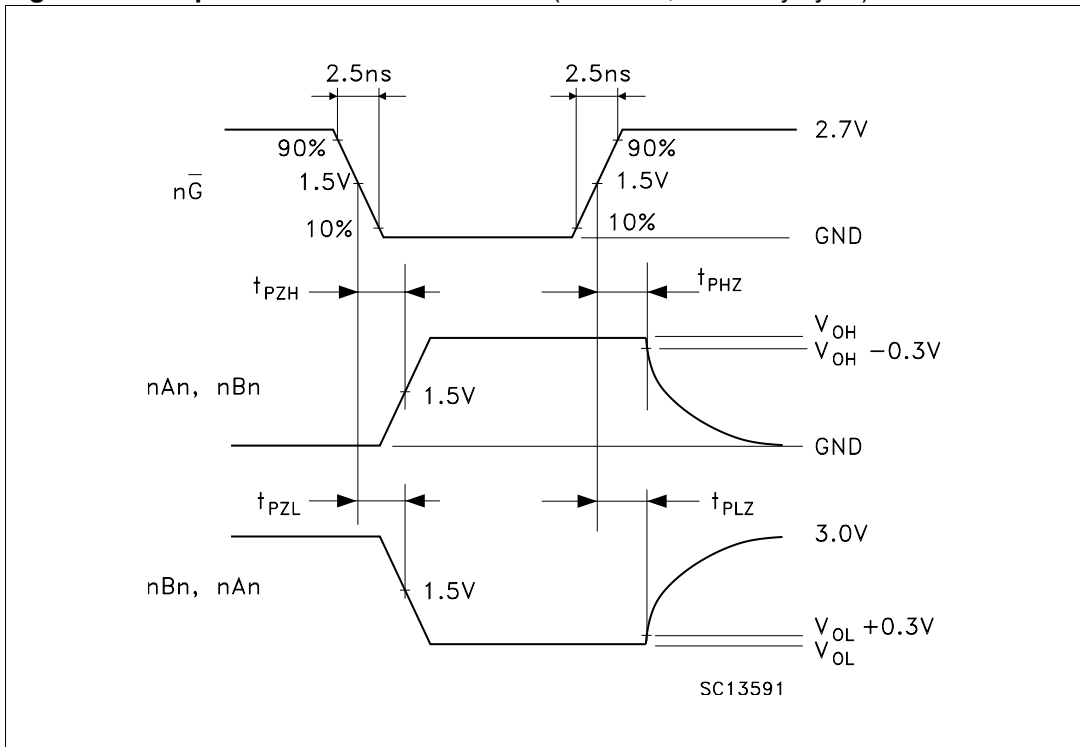 2.5ns 2.5ns
2.7V
90% 90%
nG̅ 1.5V 1.5V
10% 10%
GND
tPZH tPHZ
VOH
VOH −0.3V
nAn, nBn 1.5V
GND
tPZL tPLZ
3.0V
nBn, nAn 1.5V
VOL +0.3V
VOL
SC13591